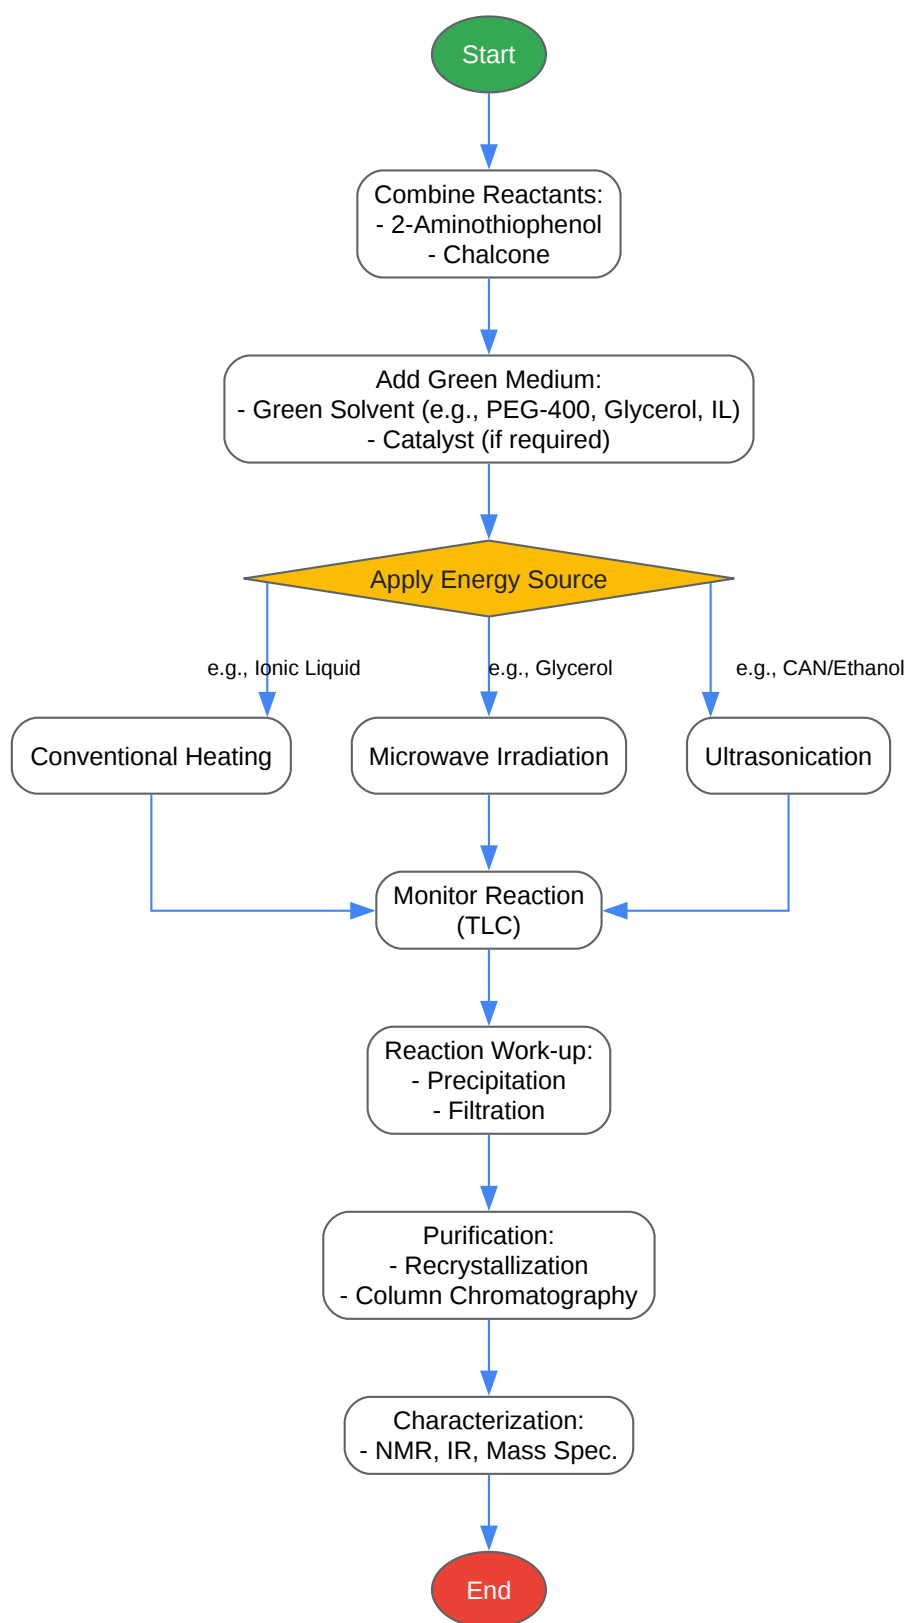 Start
Combine Reactants:
- 2-Aminothiophenol
- Chalcone
Add Green Medium:
- Green Solvent (e.g., PEG-400, Glycerol, IL)
- Catalyst (if required)
Apply Energy Source
e.g., Ionic Liquid
e.g., Glycerol
e.g., CAN/Ethanol
Conventional Heating
Microwave Irradiation
Ultrasonication
Monitor Reaction
(TLC)
Reaction Work-up:
- Precipitation
- Filtration
Purification:
- Recrystallization
- Column Chromatography
Characterization:
- NMR, IR, Mass Spec.
End